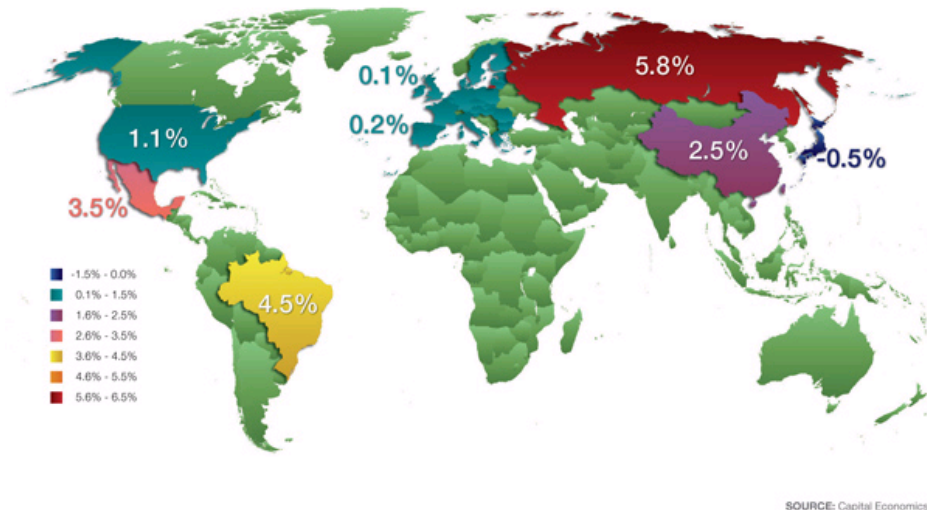 0.1%
5.8%
0.2%
1.1%
2.5%
-0.5%
3.5%
4.5%
-1.5% - 0.0%
0.1% - 1.5%
1.6% - 2.5%
2.6% - 3.5%
3.6% - 4.5%
4.6% - 5.5%
5.6% - 6.5%
SOURCE: Capital Economics